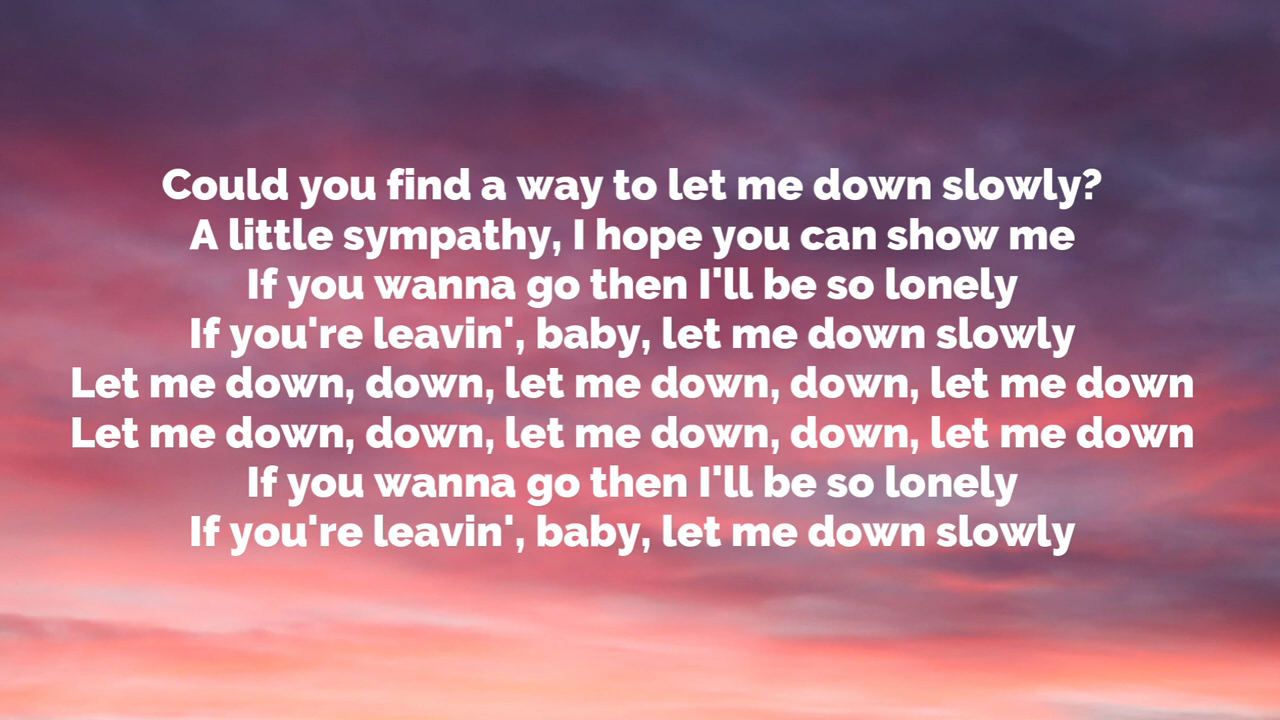 Could you find a way to let me down slowly?
A little sympathy, I hope you can show me
If you wanna go then I'll be so lonely
If you're leavin', baby, let me down slowly
Let me down, down, let me down, down, let me down
Let me down, down, let me down, down, let me down
If you wanna go then I'll be so lonely
If you're leavin', baby, let me down slowly